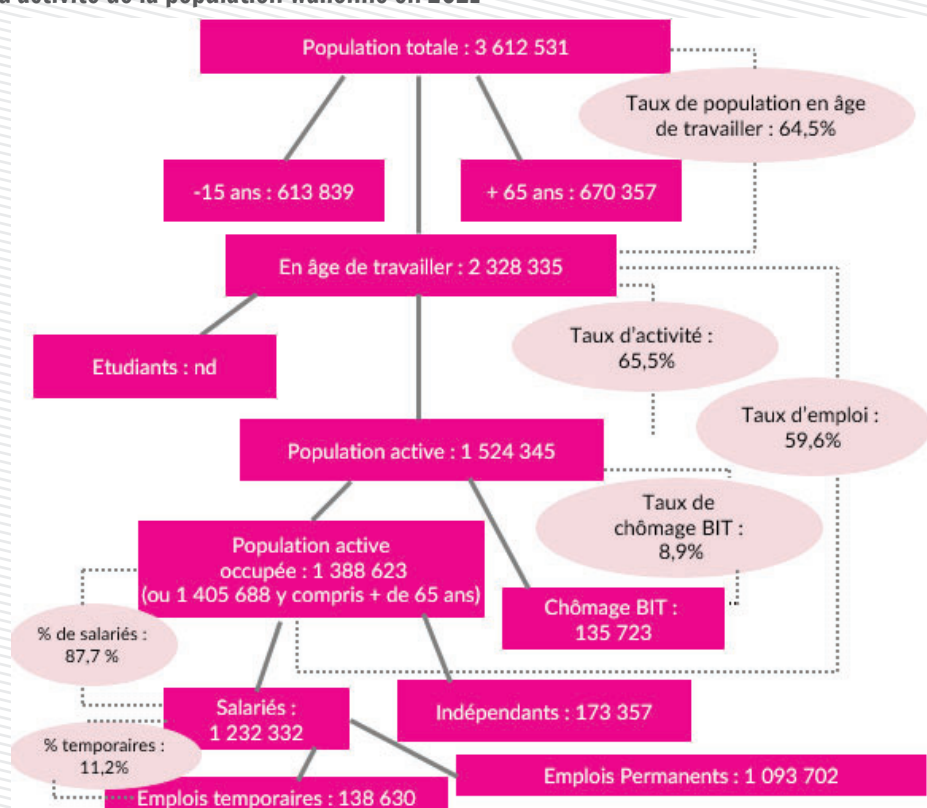 Population totale : 3 612 531
Taux de population en âge
de travailler : 64,5%
-15 ans : 613 839
+ 65 ans : 670 357
En âge de travailler : 2 328 335
Taux d'activité :
65,5%
Etudiants : nd
Taux d'emploi :
59,6%
Population active : 1 524 345
Taux de
chômage BIT :
8,9%
Population active
occupée : 1 388 623
(ou 1 405 688 y compris + de 65 ans)
Chômage BIT :
135 723
% de salariés :
87,7 %
Salariés :
1 232 332
Indépendants : 173 357
% temporaires :
11,2%
Emplois Permanents : 1 093 702
Emplois temporaires : 138 630